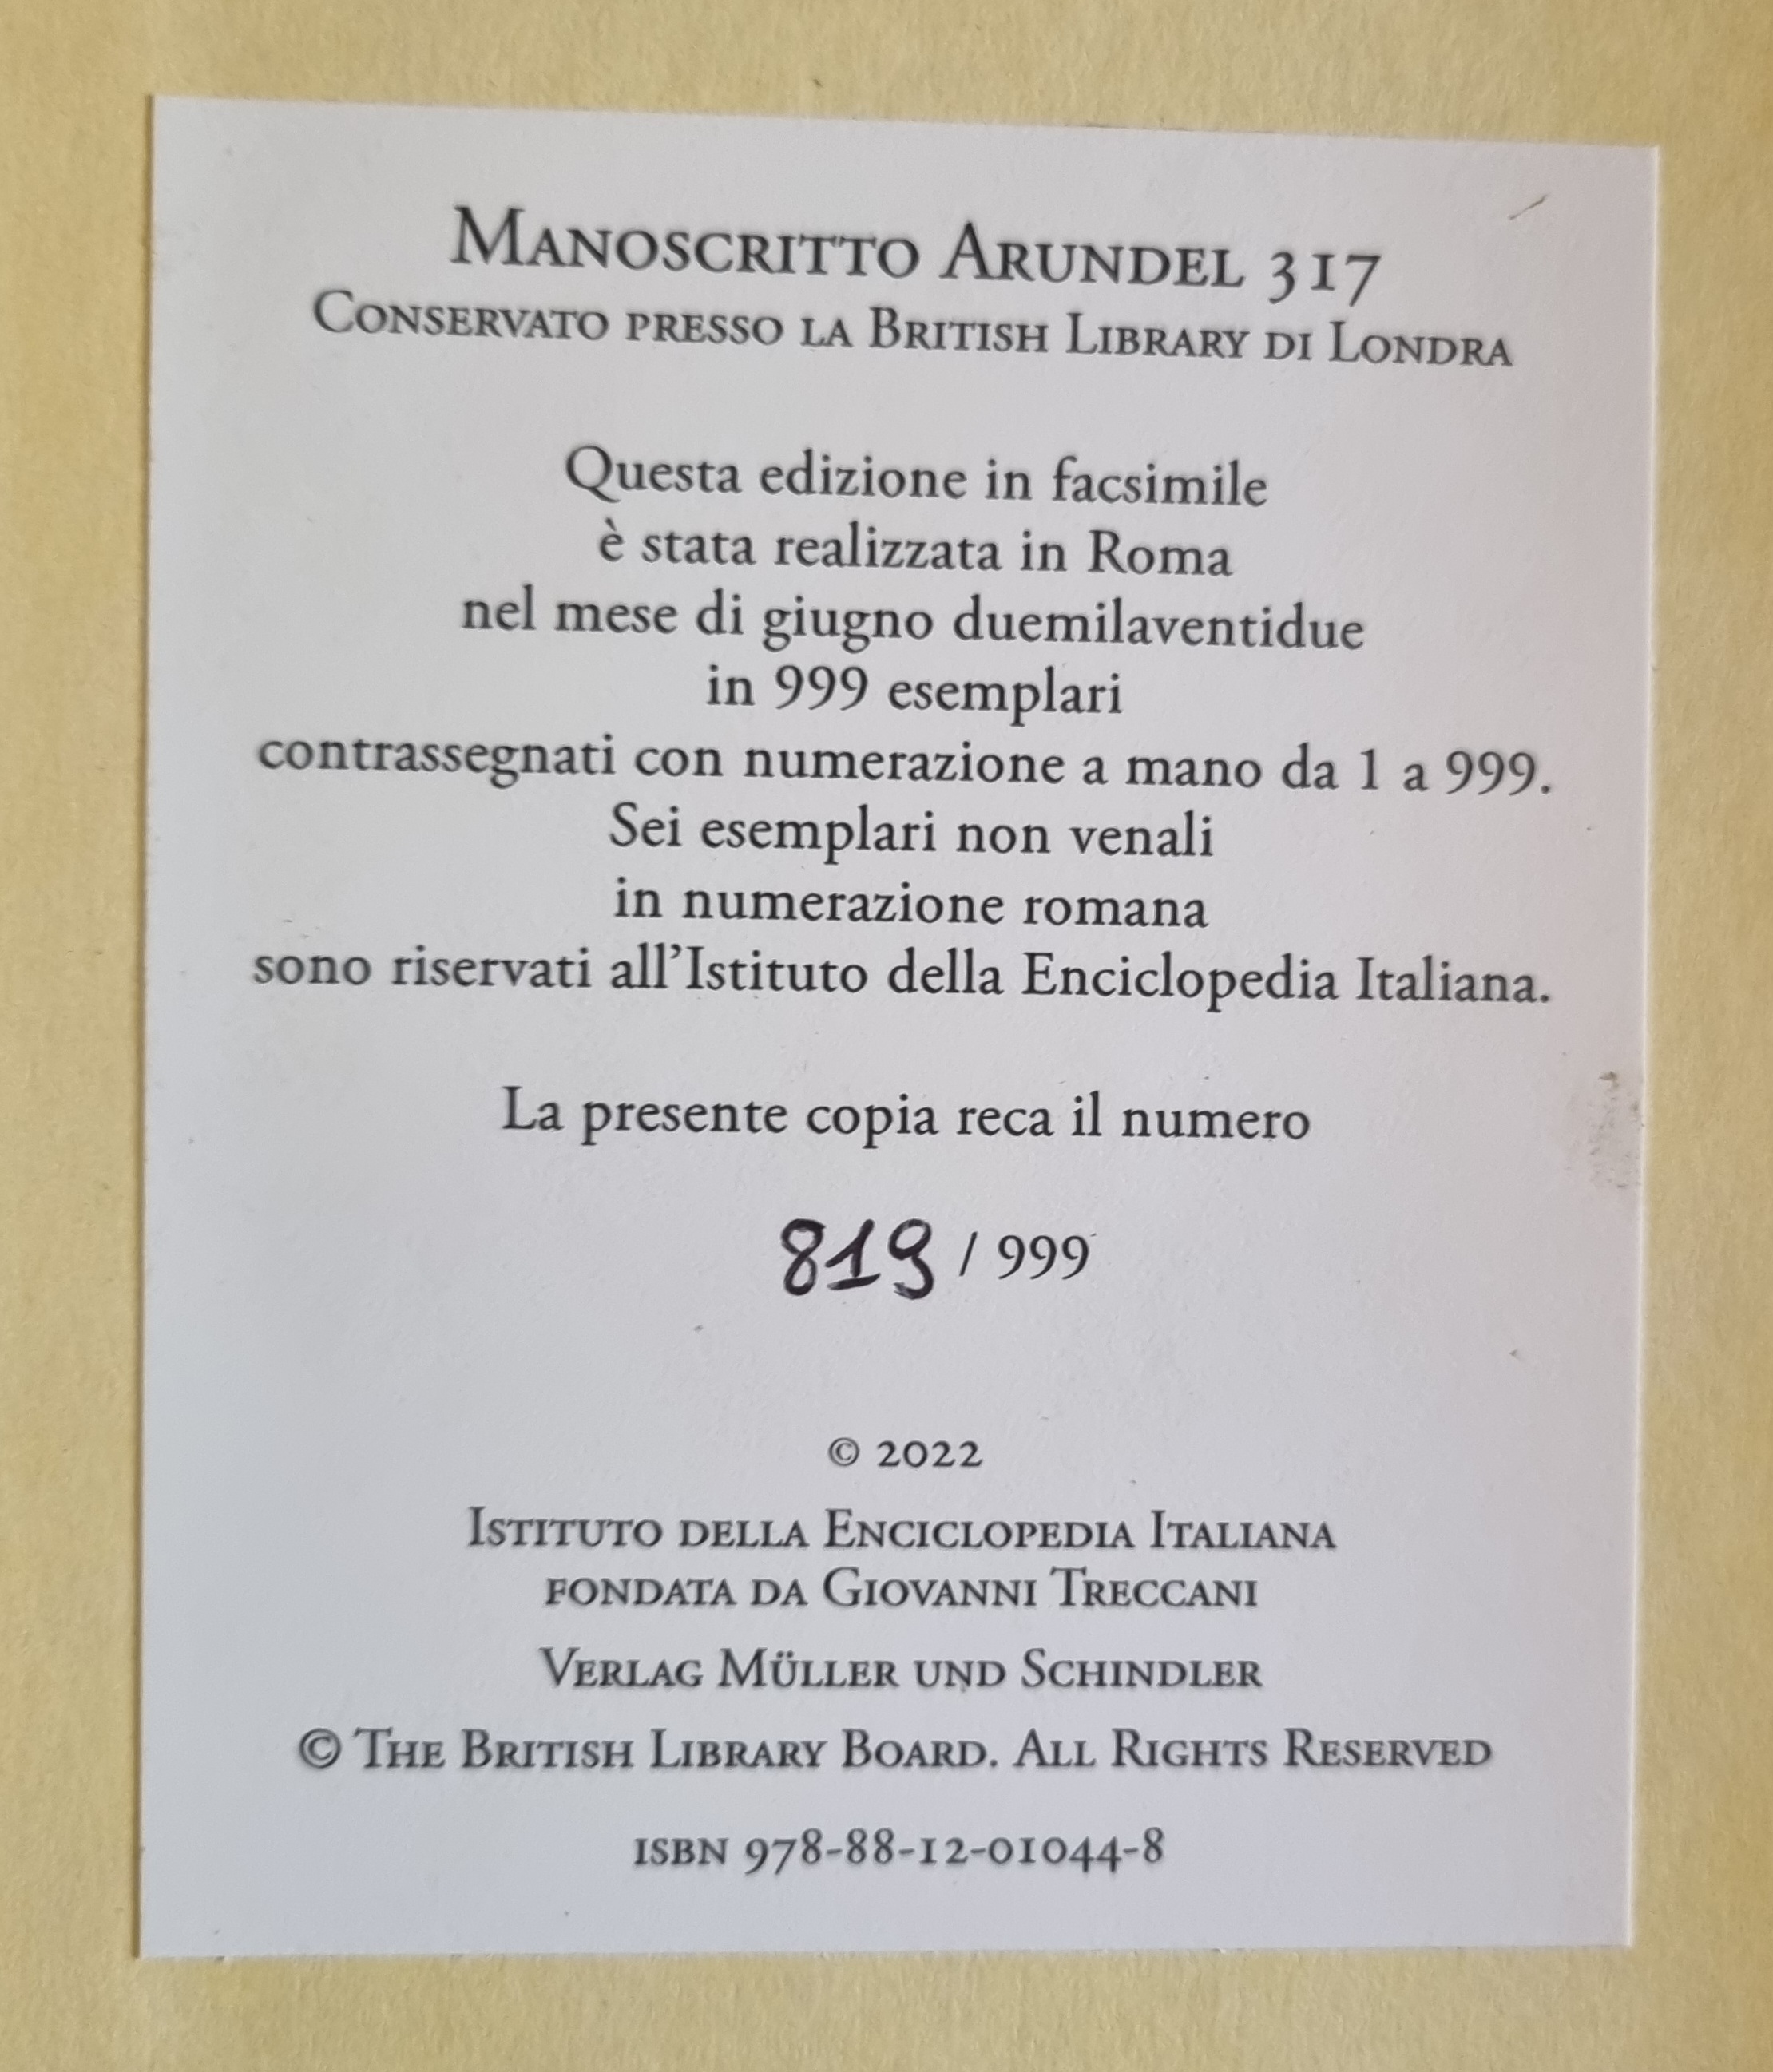 Manoscritto Arundel 317
Conservato presso la British Library di Londra
Questa edizione in facsimile
è stata realizzata in Roma
nel mese di giugno duemilaventidue
in 999 esemplari
contrassegnati con numerazione a mano da 1 a 999.
Sei esemplari non venali
in numerazione romana
sono riservati all’Istituto della Enciclopedia Italiana.
La presente copia reca il numero
819 / 999
© 2022
Istituto della Enciclopedia Italiana
fondata da Giovanni Treccani
Verlag Müller und Schindler
© The British Library Board. All Rights Reserved
ISBN 978-88-12-01044-8